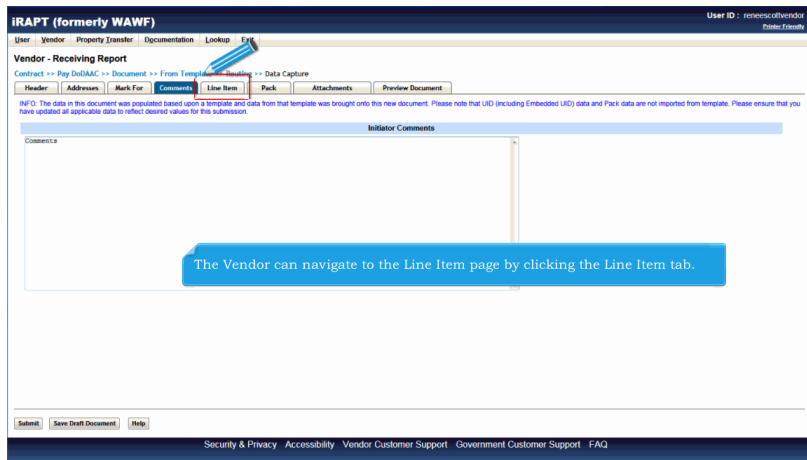 iRAPT (formerly WAWF)
User ID : reneescottvendor
Printer Friendly
User Vendor Property Transfer Documentation Lookup Exit
Vendor - Receiving Report
Contract >> Pay DoDAAC >> Document >> From Template >> Routing >> Data Capture
Header Addresses Mark For Comments Line Item Pack Attachments Preview Document
INFO: The data in this document was populated based upon a template and data from that template was brought onto this new document. Please note that UID (including Embedded UID) data and Pack data are not imported from template. Please ensure that you
have updated all applicable data to reflect desired values for this submission.
Initiator Comments
Comments
The Vendor can navigate to the Line Item page by clicking the Line Item tab.
Submit Save Draft Document Help
Security & Privacy Accessibility Vendor Customer Support Government Customer Support FAQ